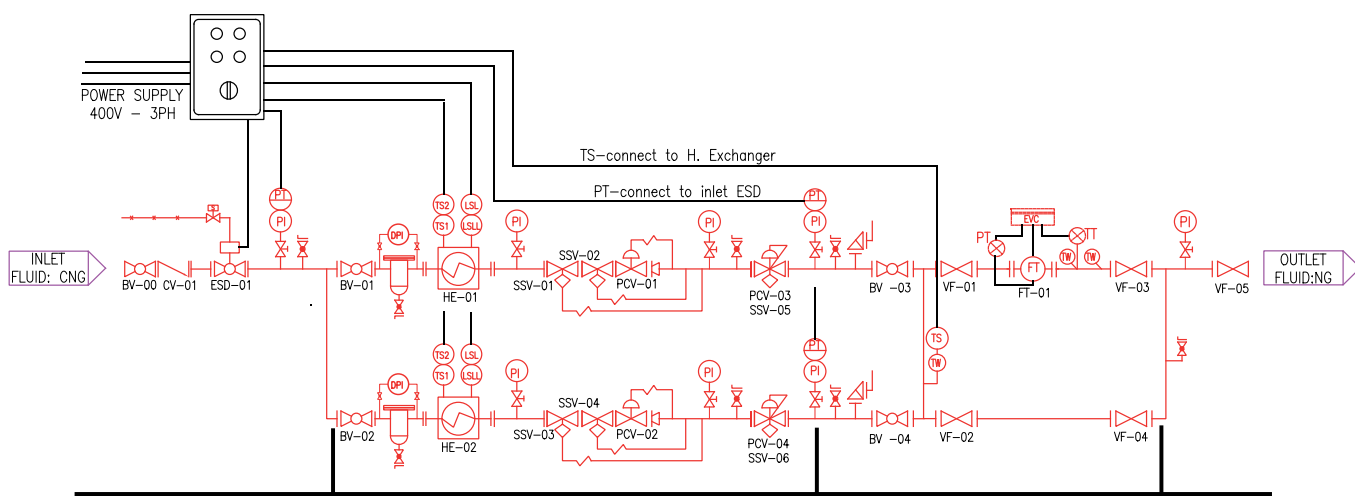 POWER SUPPLY
400V – 3PH
TS–connect to H. Exchanger
PT–connect to inlet ESD
PT
PI
TS2
TS1
LSL
LSLL
PI
PI
PT
PI
PI
S
DPI
EVC
PT
TT
FT
TW
TW
INLET
FLUID: CNG
OUTLET
FLUID:NG
BV–00
CV–01
ESD–01
BV–01
HE–01
SSV–01
SSV–02
PCV–01
PCV–03
SSV–05
BV –03
VF–01
FT–01
VF–03
VF–05
TS2
TS1
LSL
LSLL
PI
PI
PT
PI
TS
TW
DPI
BV–02
HE–02
SSV–03
SSV–04
PCV–02
PCV–04
SSV–06
BV –04
VF–02
VF–04